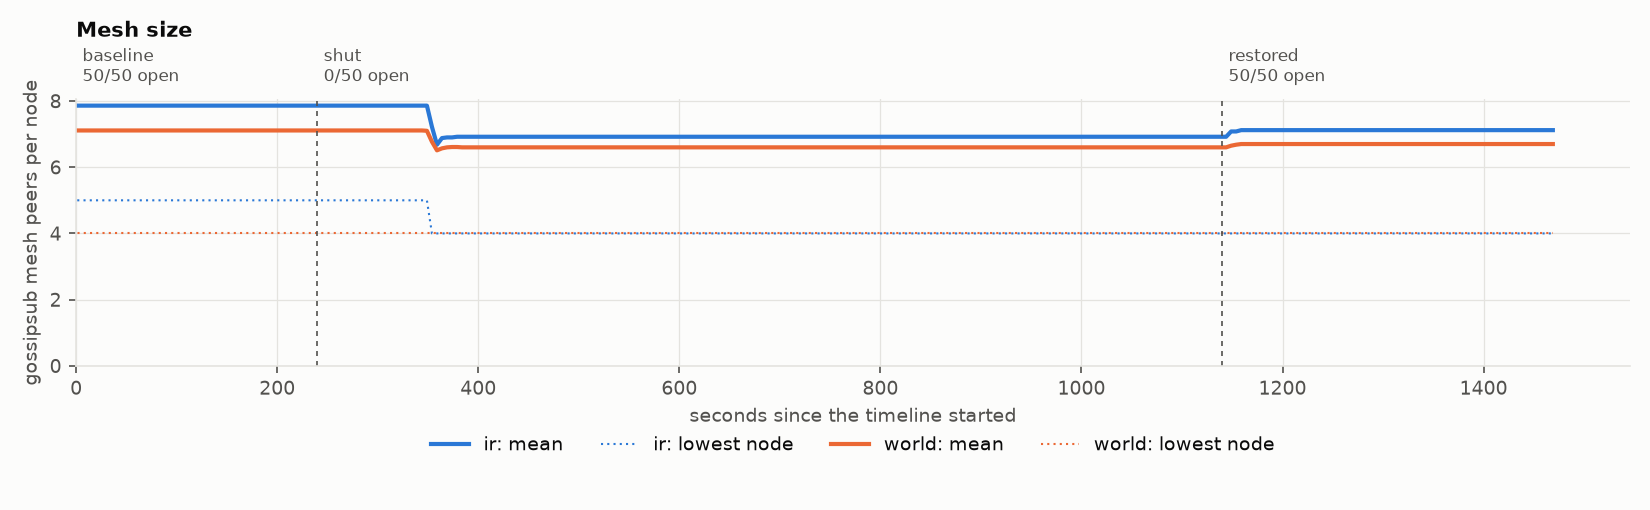 Mesh size
baseline
50/50 open
shut
0/50 open
restored
50/50 open
gossipsub mesh peers per node
8
6
4
2
0
0 200 400 600 800 1000 1200 1400
seconds since the timeline started
ir: mean ir: lowest node world: mean world: lowest node